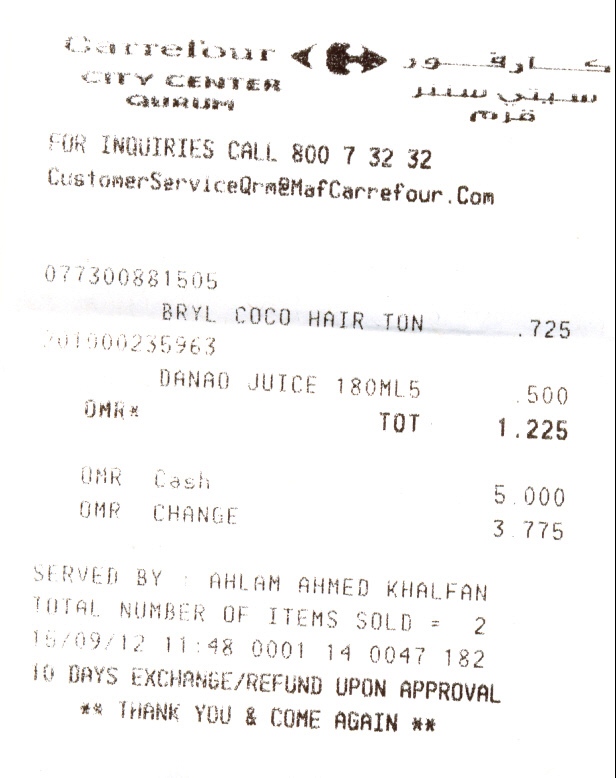 Carrefour كارفور
CITY CENTER سيتي سنتر
QURUM قرم
FOR INQUIRIES CALL 800 7 32 32
CustomerServiceQrm@MafCarrefour.Com
077300881505
BRYL COCO HAIR TON .725
701000235963
DANAO JUICE 180ML5 .500
OMR* TOT 1.225
OMR Cash 5.000
OMR CHANGE 3.775
SERVED BY : AHLAM AHMED KHALFAN
TOTAL NUMBER OF ITEMS SOLD = 2
15/09/12 11:48 0001 14 0047 182
10 DAYS EXCHANGE/REFUND UPON APPROVAL
** THANK YOU & COME AGAIN **